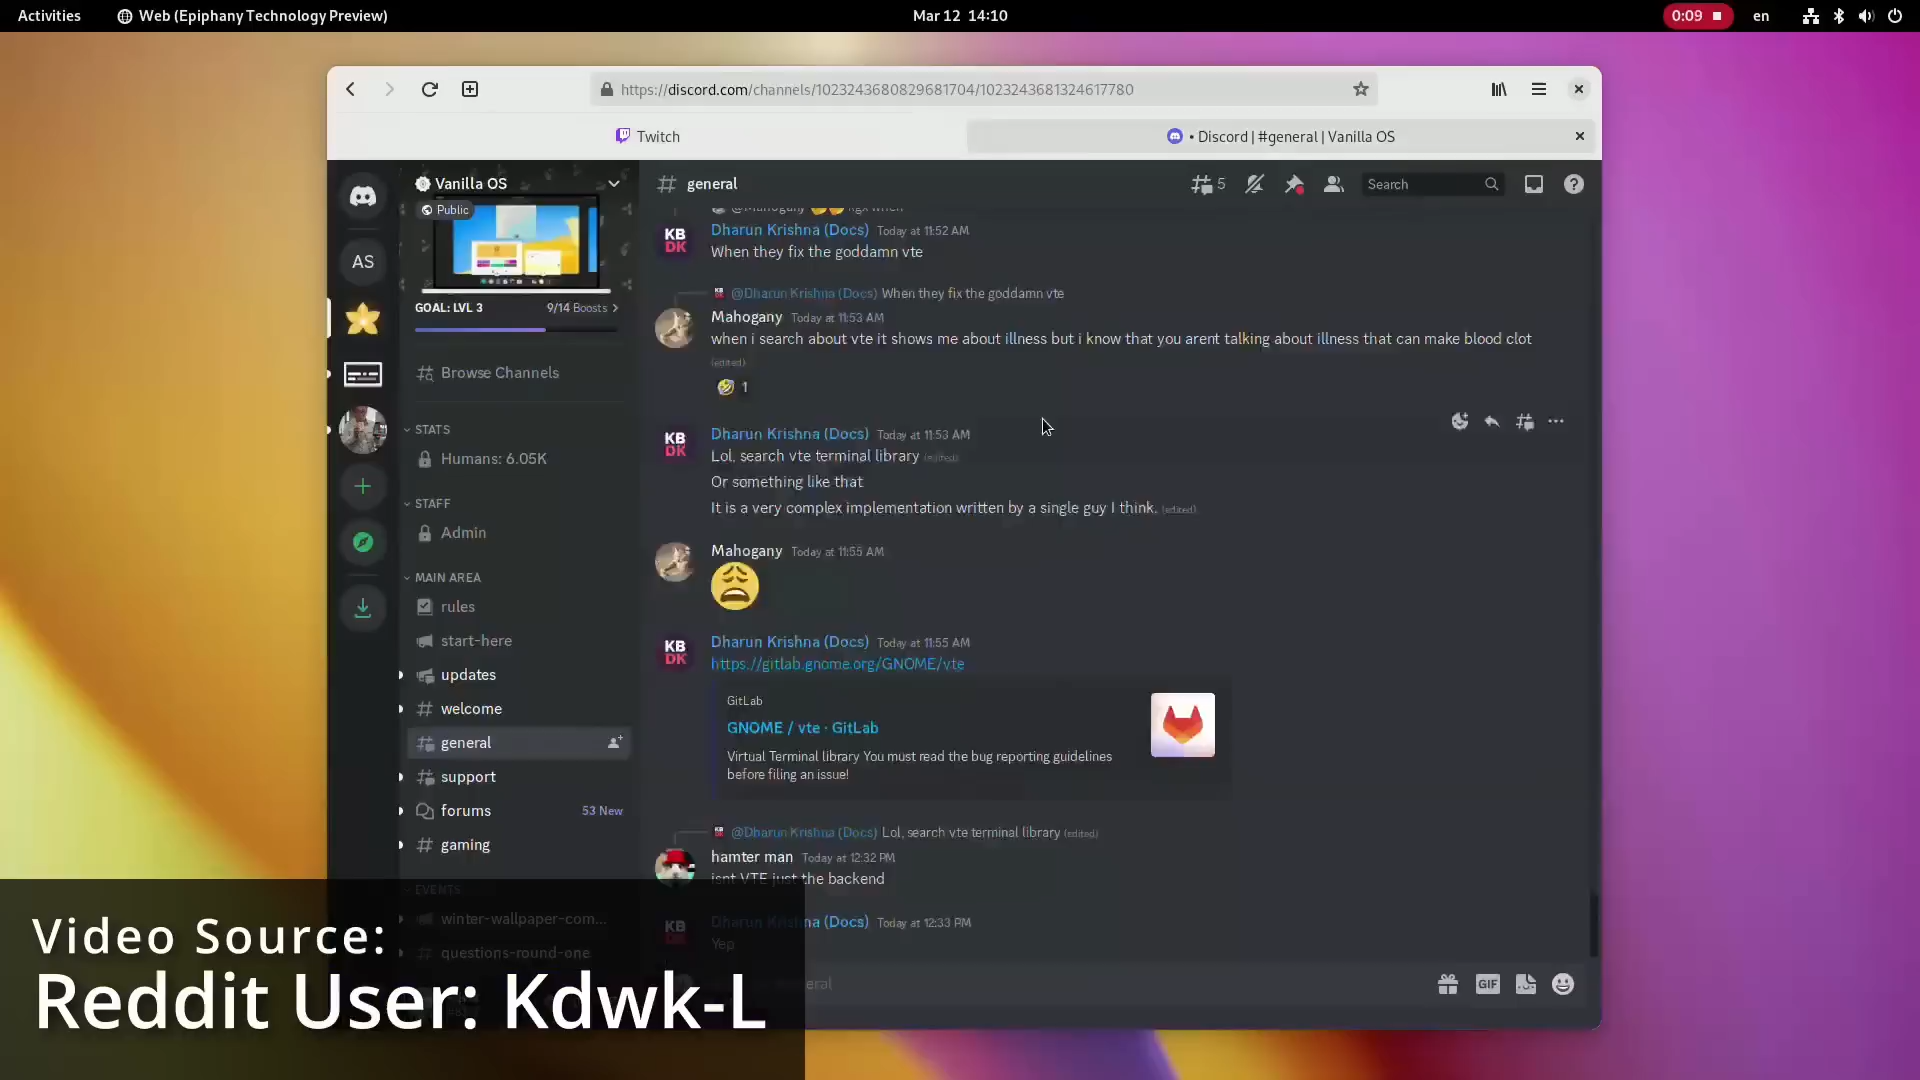 Activities
Web (Epiphany Technology Preview)
Mar 12 14:10
0:09
en
https://discord.com/channels/1023243680829681704/1023243681324617780
Twitch
• Discord | #general | Vanilla OS
Vanilla OS
Public
GOAL: LVL 3
9/14 Boosts
AS
Browse Channels
STATS
Humans: 6.05K
STAFF
Admin
MAIN AREA
rules
start-here
updates
welcome
general
support
forums
53 New
gaming
EVENTS
winter-wallpaper-com...
questions-round-one
general
5
Search
@Mahogany
KB
DK
Dharun Krishna (Docs) Today at 11:52 AM
When they fix the goddamn vte
@Dharun Krishna (Docs) When they fix the goddamn vte
Mahogany Today at 11:53 AM
when i search about vte it shows me about illness but i know that you arent talking about illness that can make blood clot
(edited)
1
KB
DK
Dharun Krishna (Docs) Today at 11:53 AM
Lol, search vte terminal library (edited)
Or something like that
It is a very complex implementation written by a single guy I think. (edited)
Mahogany Today at 11:55 AM
KB
DK
Dharun Krishna (Docs) Today at 11:55 AM
https://gitlab.gnome.org/GNOME/vte
GitLab
GNOME / vte · GitLab
Virtual Terminal library You must read the bug reporting guidelines
before filing an issue!
@Dharun Krishna (Docs) Lol, search vte terminal library (edited)
hamter man Today at 12:32 PM
isnt VTE just the backend
KB
DK
Dharun Krishna (Docs) Today at 12:33 PM
Yep
GIF
Video Source:
Reddit User: Kdwk-L